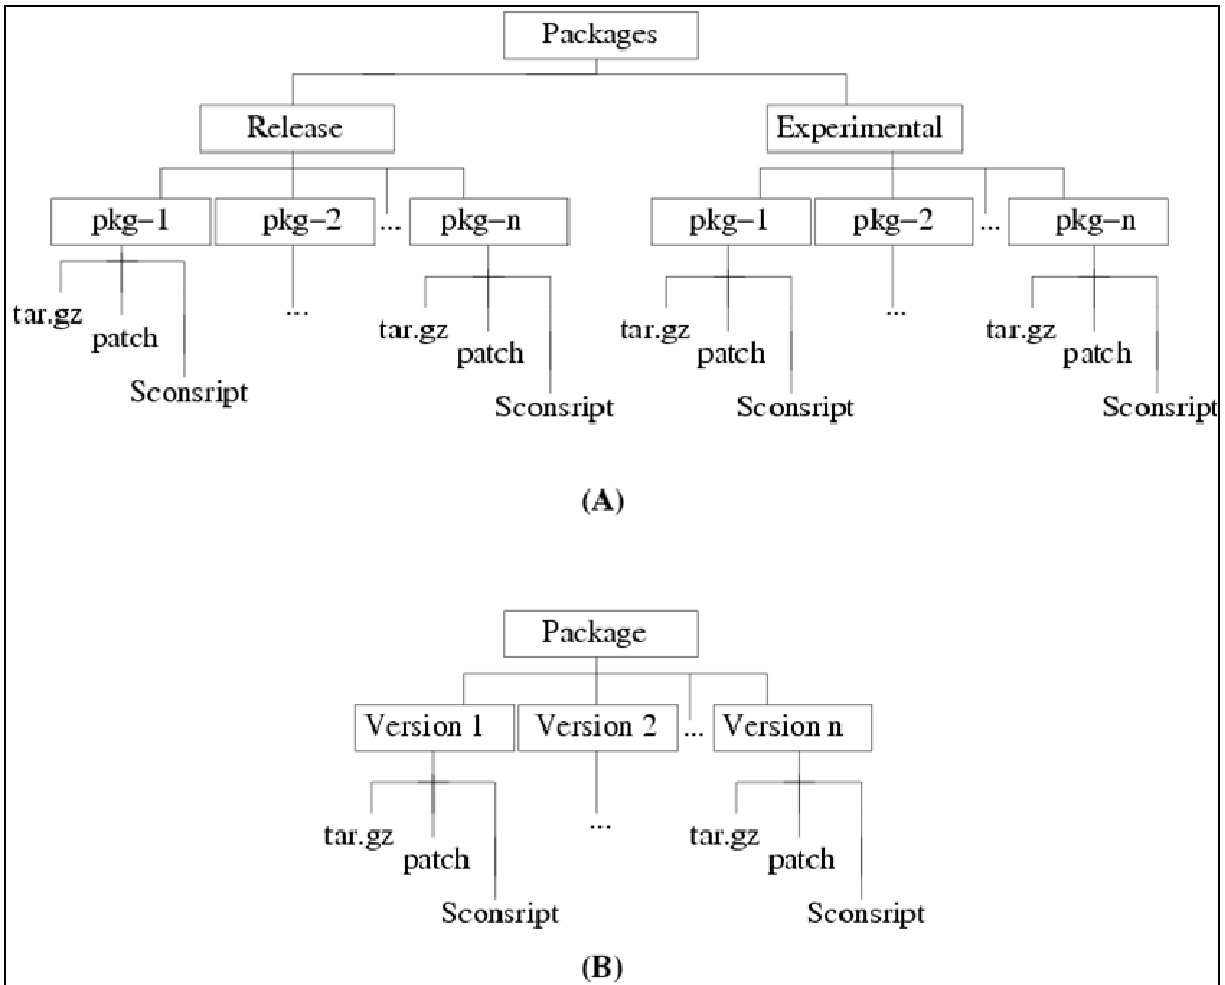 Packages
Release Experimental
pkg−1 pkg−2 ... pkg−n pkg−1 pkg−2 ... pkg−n
tar.gz patch Sconsript ... tar.gz patch Sconsript tar.gz patch Sconsript ... tar.gz patch Sconsript
(A)
Package
Version 1 Version 2 ... Version n
tar.gz patch Sconsript ... tar.gz patch Sconsript
(B)